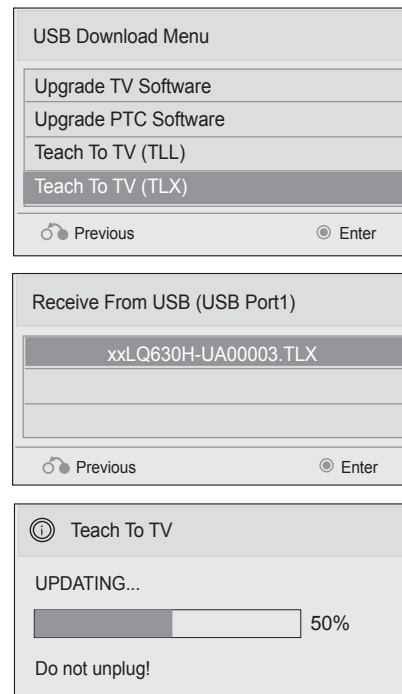 USB Download Menu
Upgrade TV Software
Upgrade PTC Software
Teach To TV (TLL)
Teach To TV (TLX)
Previous Enter
Receive From USB (USB Port1)
xxLQ630H-UA00003.TLX
Previous Enter
Teach To TV
UPDATING...
50%
Do not unplug!